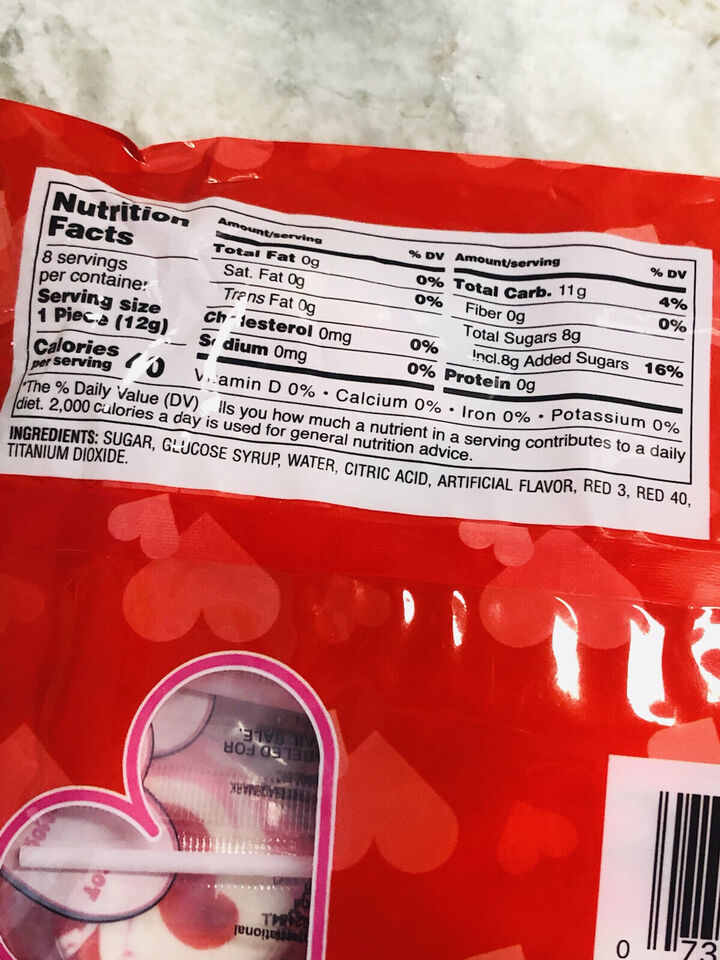 Nutrition
Facts
8 servings
per container
Serving size
1 Piece (12g)
Calories
per serving
Amount/serving
% DV
Total Fat 0g
0%
Sat. Fat 0g
0%
Trans Fat 0g
Cholesterol 0mg
0%
Sodium 0mg
0%
Amount/serving
% DV
Total Carb. 11g
4%
Fiber 0g
0%
Total Sugars 8g
Incl.8g Added Sugars 16%
Protein 0g
Vitamin D 0% • Calcium 0% • Iron 0% • Potassium 0%
*The % Daily Value (DV) tells you how much a nutrient in a serving contributes to a daily
diet. 2,000 calories a day is used for general nutrition advice.
INGREDIENTS: SUGAR, GLUCOSE SYRUP, WATER, CITRIC ACID, ARTIFICIAL FLAVOR, RED 3, RED 40,
TITANIUM DIOXIDE.
0 73